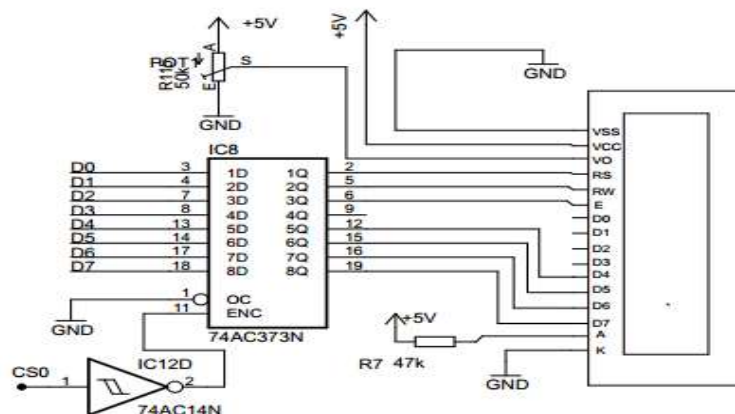 +5V
+5V
A
POT1
S
50k
E
GND
GND
VSS
VCC
VO
RS
RW
E
D0
D1
D2
D3
D4
D5
D6
D7
A
K
IC8
D0 3 1D 1Q 2
D1 4 2D 2Q 5
D2 7 3D 3Q 6
D3 8 4D 4Q 9
D4 13 5D 5Q 12
D5 14 6D 6Q 15
D6 17 7D 7Q 16
D7 18 8D 8Q 19
1 OC
11 ENC
GND
74AC373N
+5V
R7 47k
GND
IC12D
CS0 1 2
74AC14N